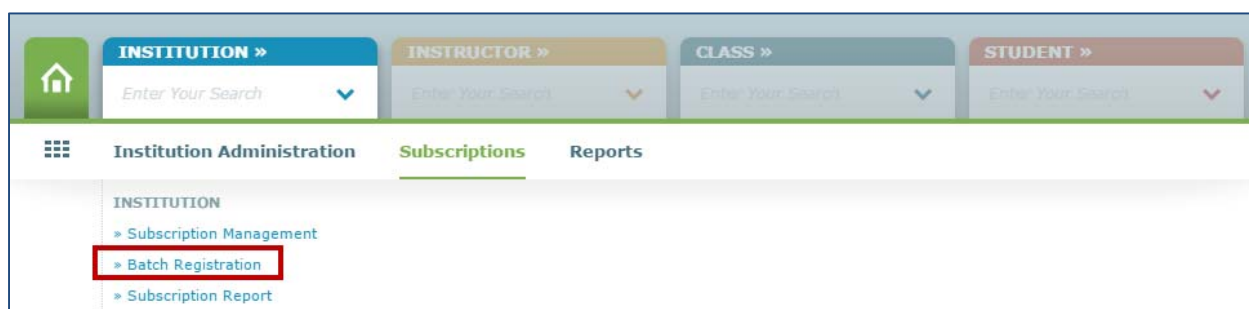 INSTITUTION » INSTRUCTOR » CLASS » STUDENT »
Enter Your Search Enter Your Search Enter Your Search Enter Your Search
Institution Administration Subscriptions Reports
INSTITUTION
» Subscription Management
» Batch Registration
» Subscription Report